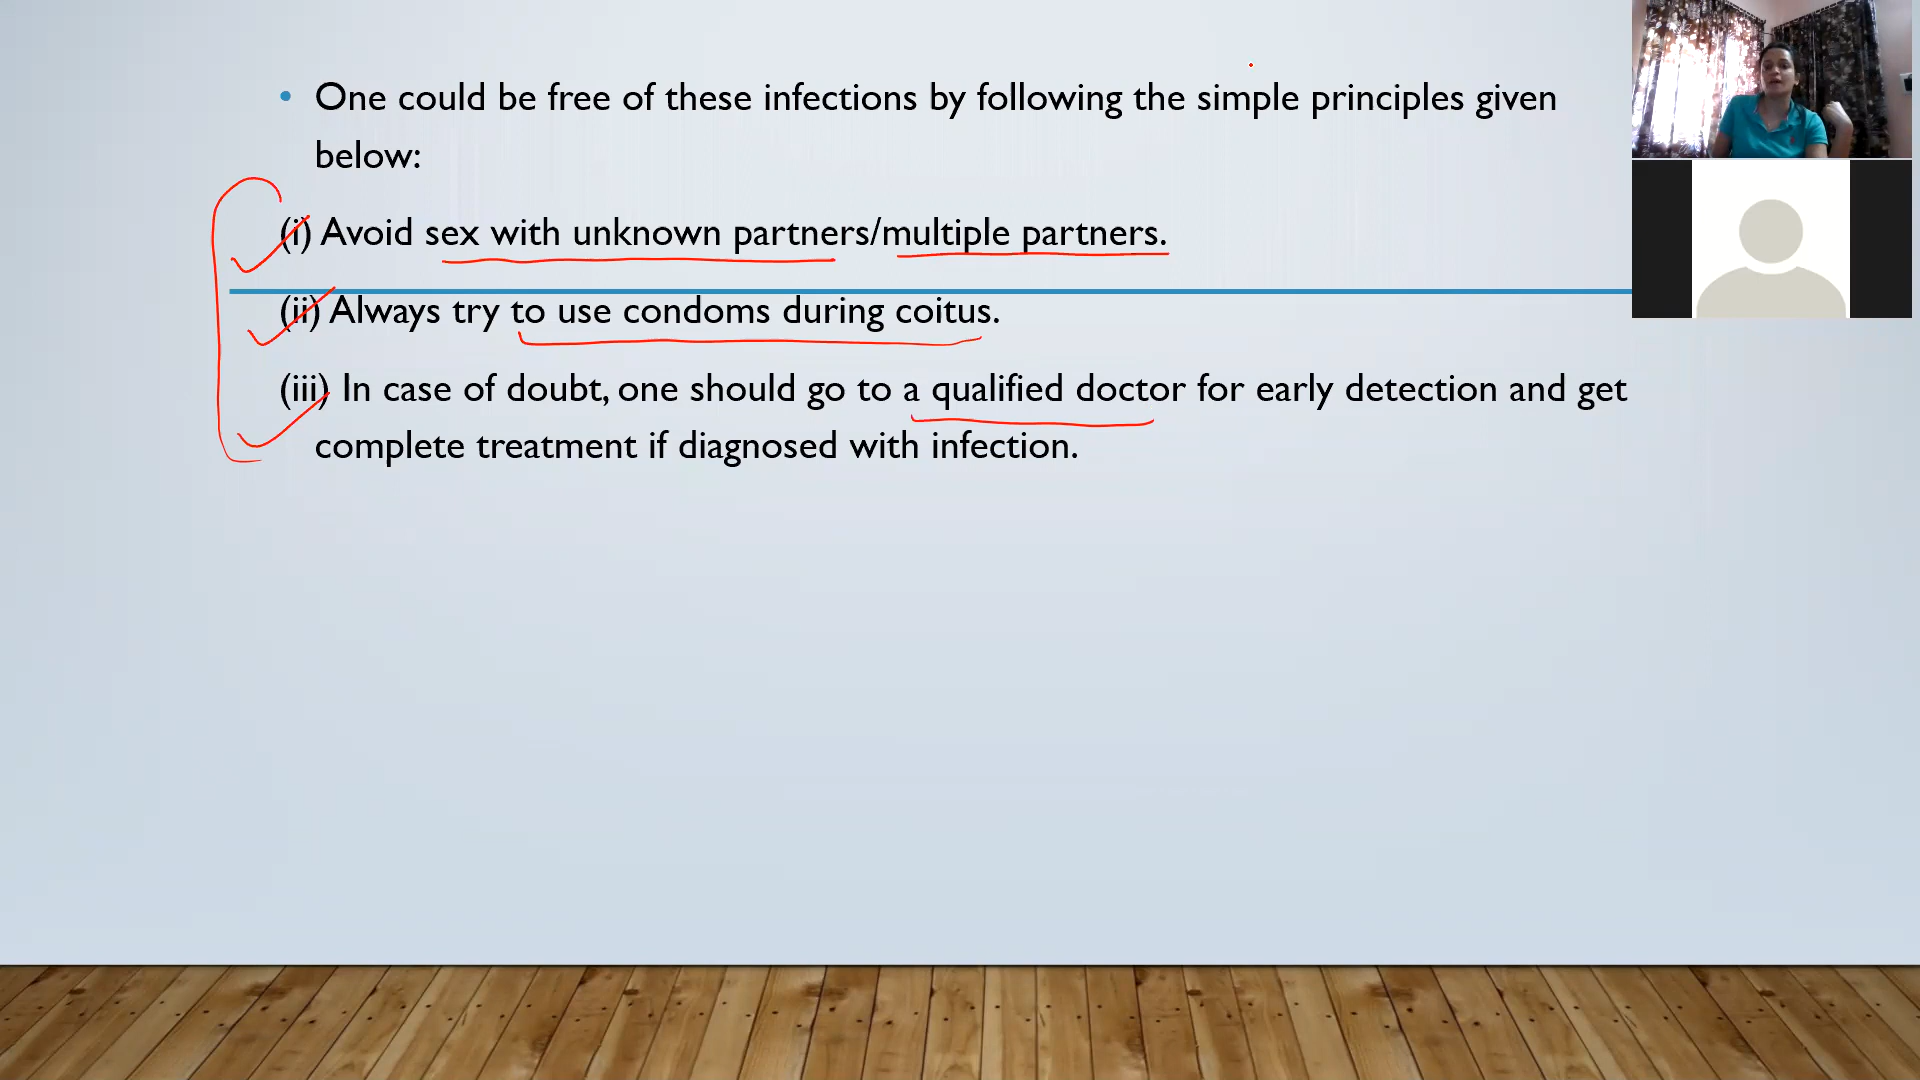 • One could be free of these infections by following the simple principles given
below:
(i) Avoid sex with unknown partners/multiple partners.
(ii) Always try to use condoms during coitus.
(iii) In case of doubt, one should go to a qualified doctor for early detection and get
complete treatment if diagnosed with infection.